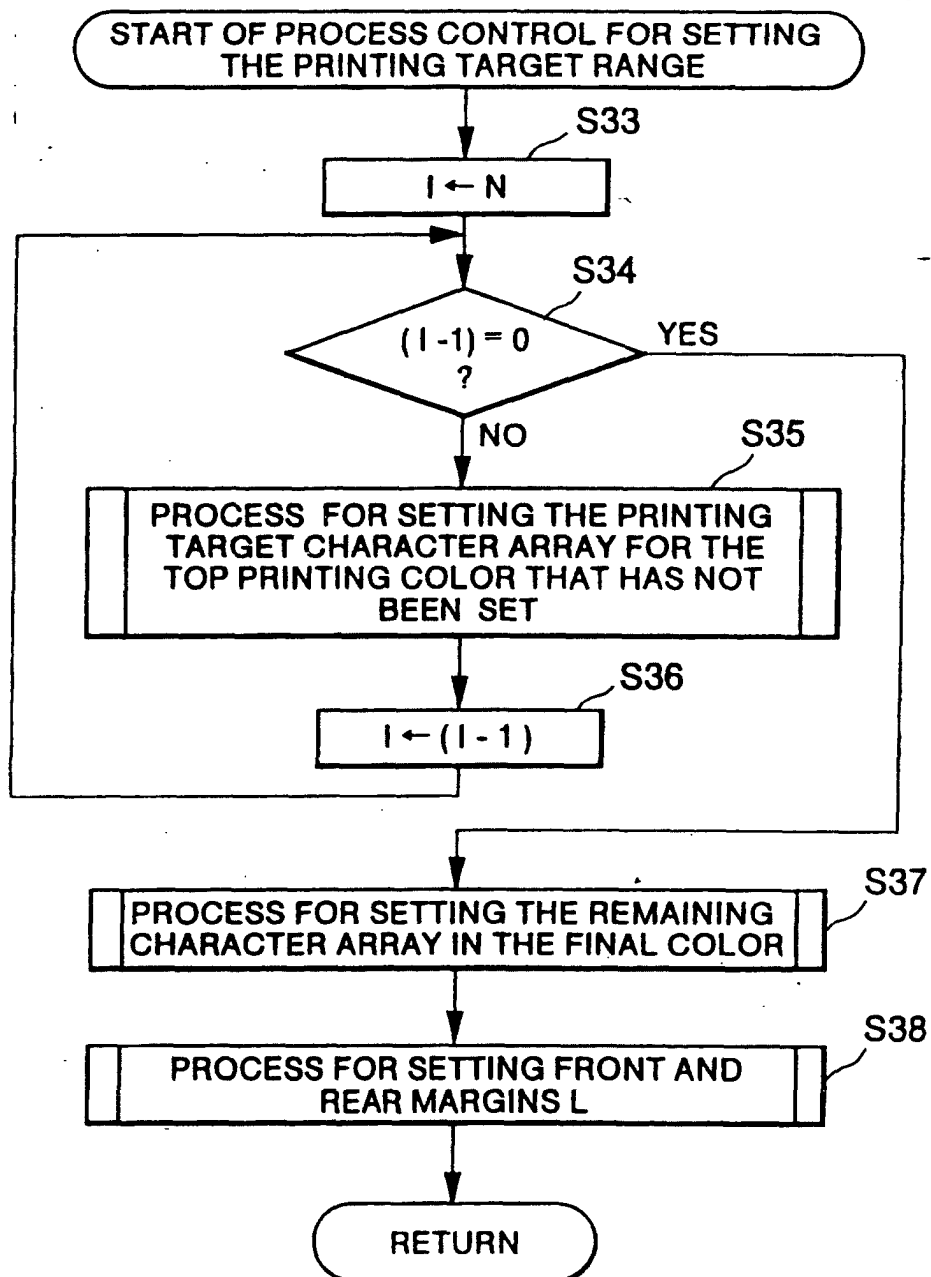 START OF PROCESS CONTROL FOR SETTING
THE PRINTING TARGET RANGE
S33
I ← N
S34
(I -1) = 0
?
YES
NO
S35
PROCESS FOR SETTING THE PRINTING
TARGET CHARACTER ARRAY FOR THE
TOP PRINTING COLOR THAT HAS NOT
BEEN SET
S36
I ← (I - 1)
S37
PROCESS FOR SETTING THE REMAINING
CHARACTER ARRAY IN THE FINAL COLOR
S38
PROCESS FOR SETTING FRONT AND
REAR MARGINS L
RETURN